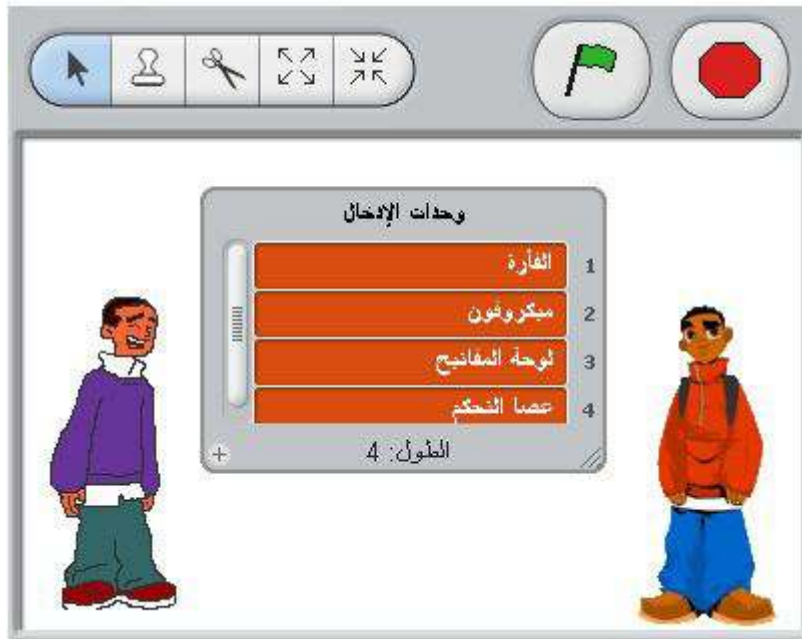 وحدات الإدخال
الفأرة 1
ميكروفون 2
لوحة المفاتيح 3
عصا التحكم 4
الطول: 4